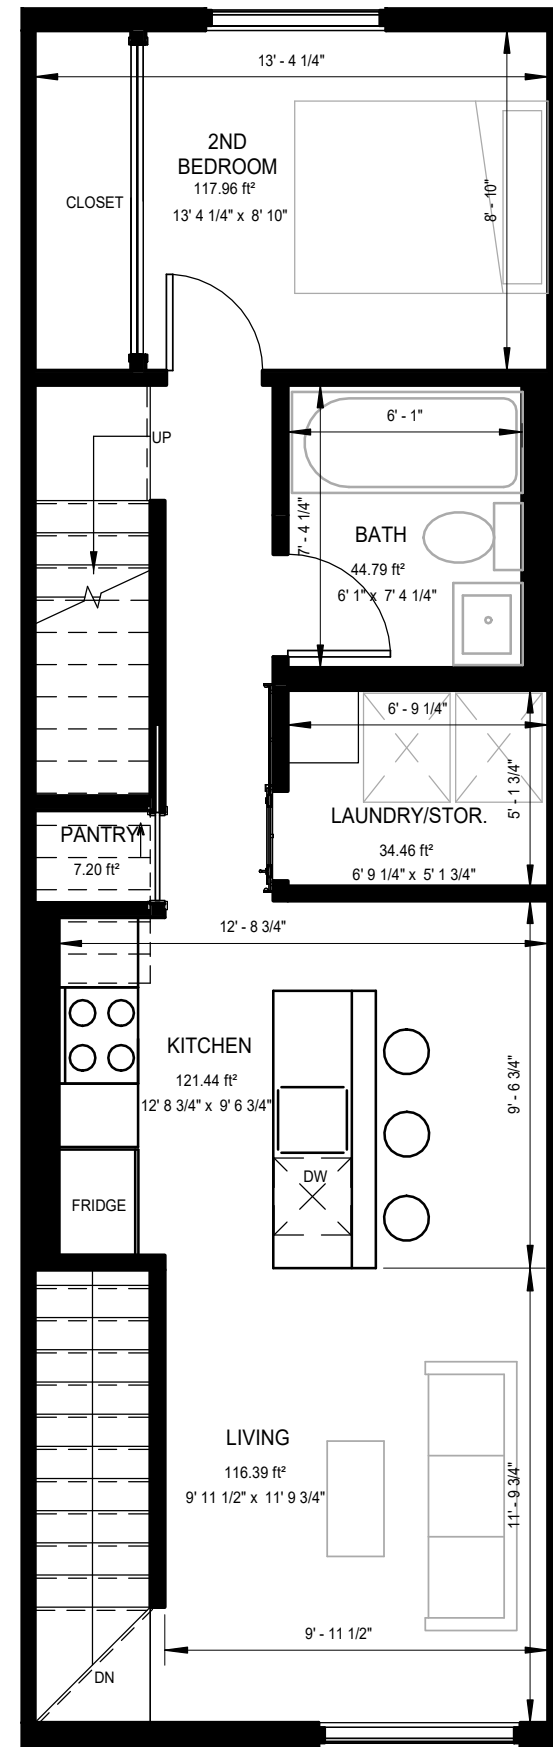 13' - 4 1/4"
2ND
BEDROOM
117.96 ft²
13' 4 1/4" x 8' 10"
8' - 10"
CLOSET
UP
6' - 1"
7' - 4 1/4"
BATH
44.79 ft²
6' 1" x 7' 4 1/4"
6' - 9 1/4"
5' - 1 3/4"
LAUNDRY/STOR.
34.46 ft²
6' 9 1/4" x 5' 1 3/4"
PANTRY
7.20 ft²
12' - 8 3/4"
KITCHEN
121.44 ft²
12' 8 3/4" x 9' 6 3/4"
9' - 6 3/4"
DW
FRIDGE
LIVING
116.39 ft²
9' 11 1/2" x 11' 9 3/4"
11' - 9 3/4"
9' - 11 1/2"
DN